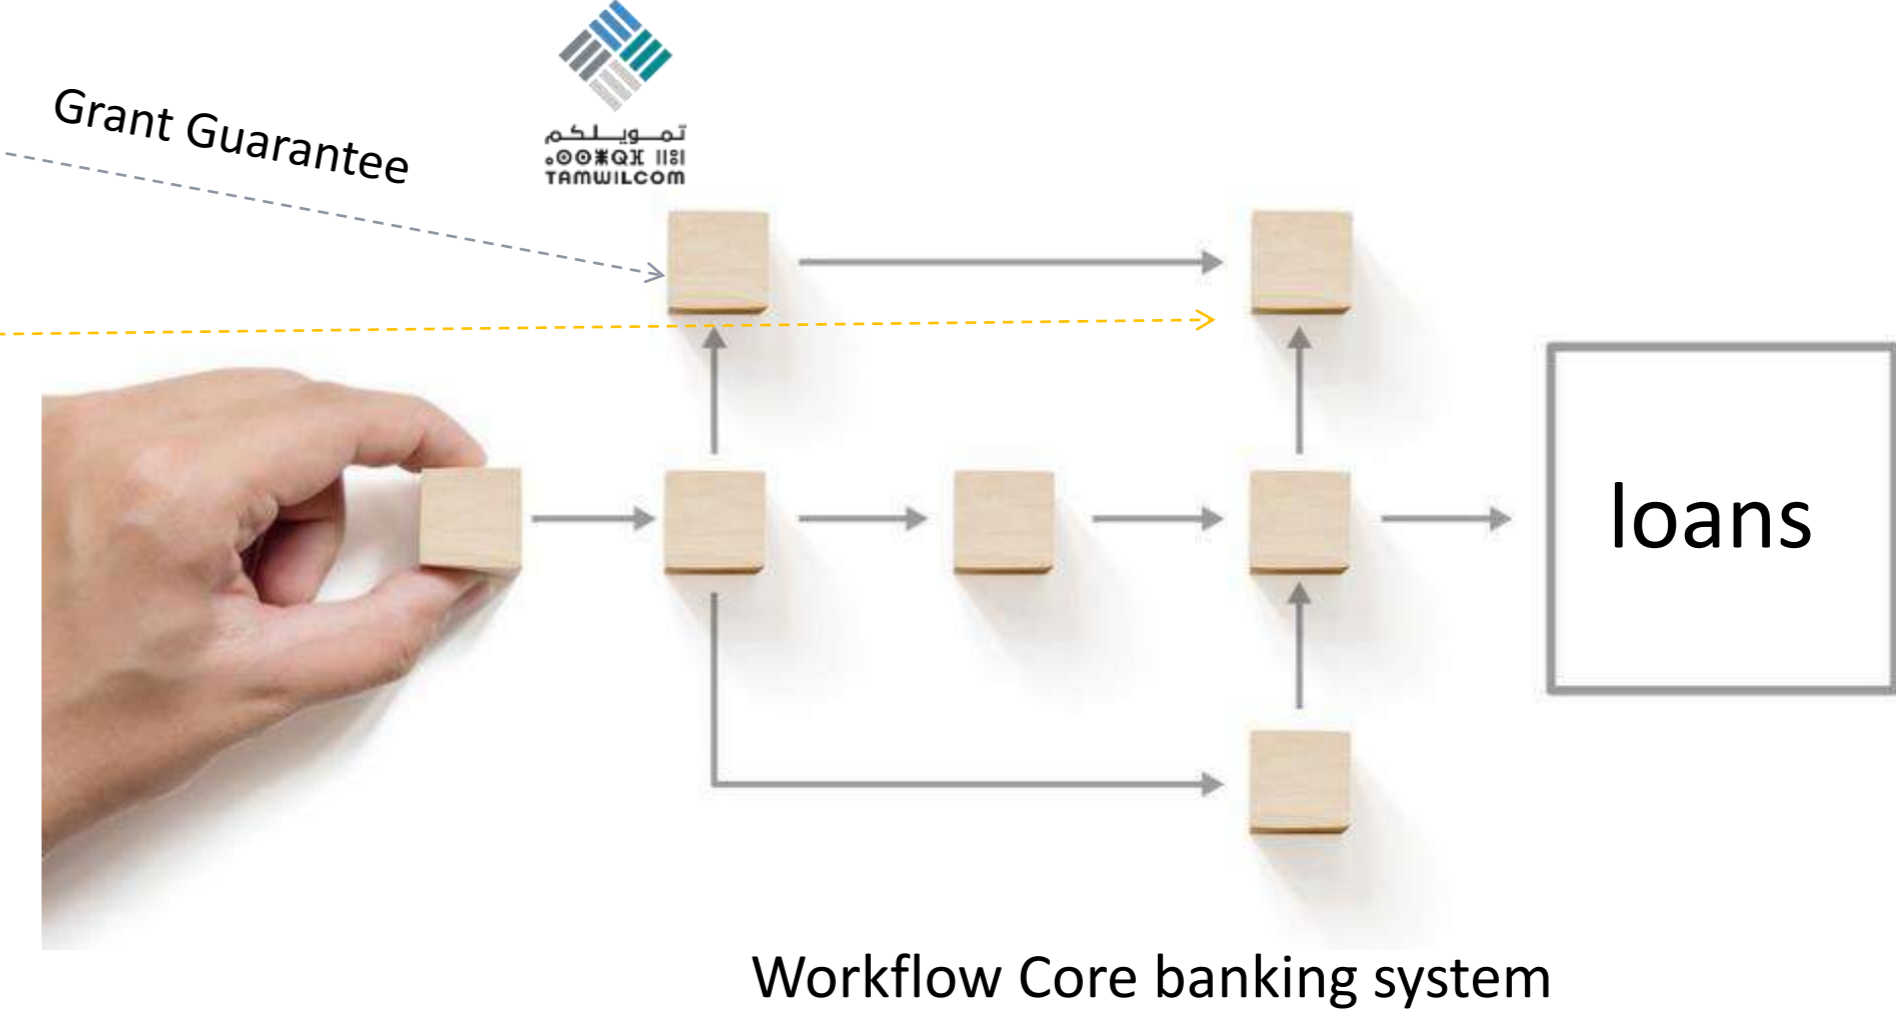 Grant Guarantee
تمويلكم
TAMWILCOM
loans
Workflow Core banking system